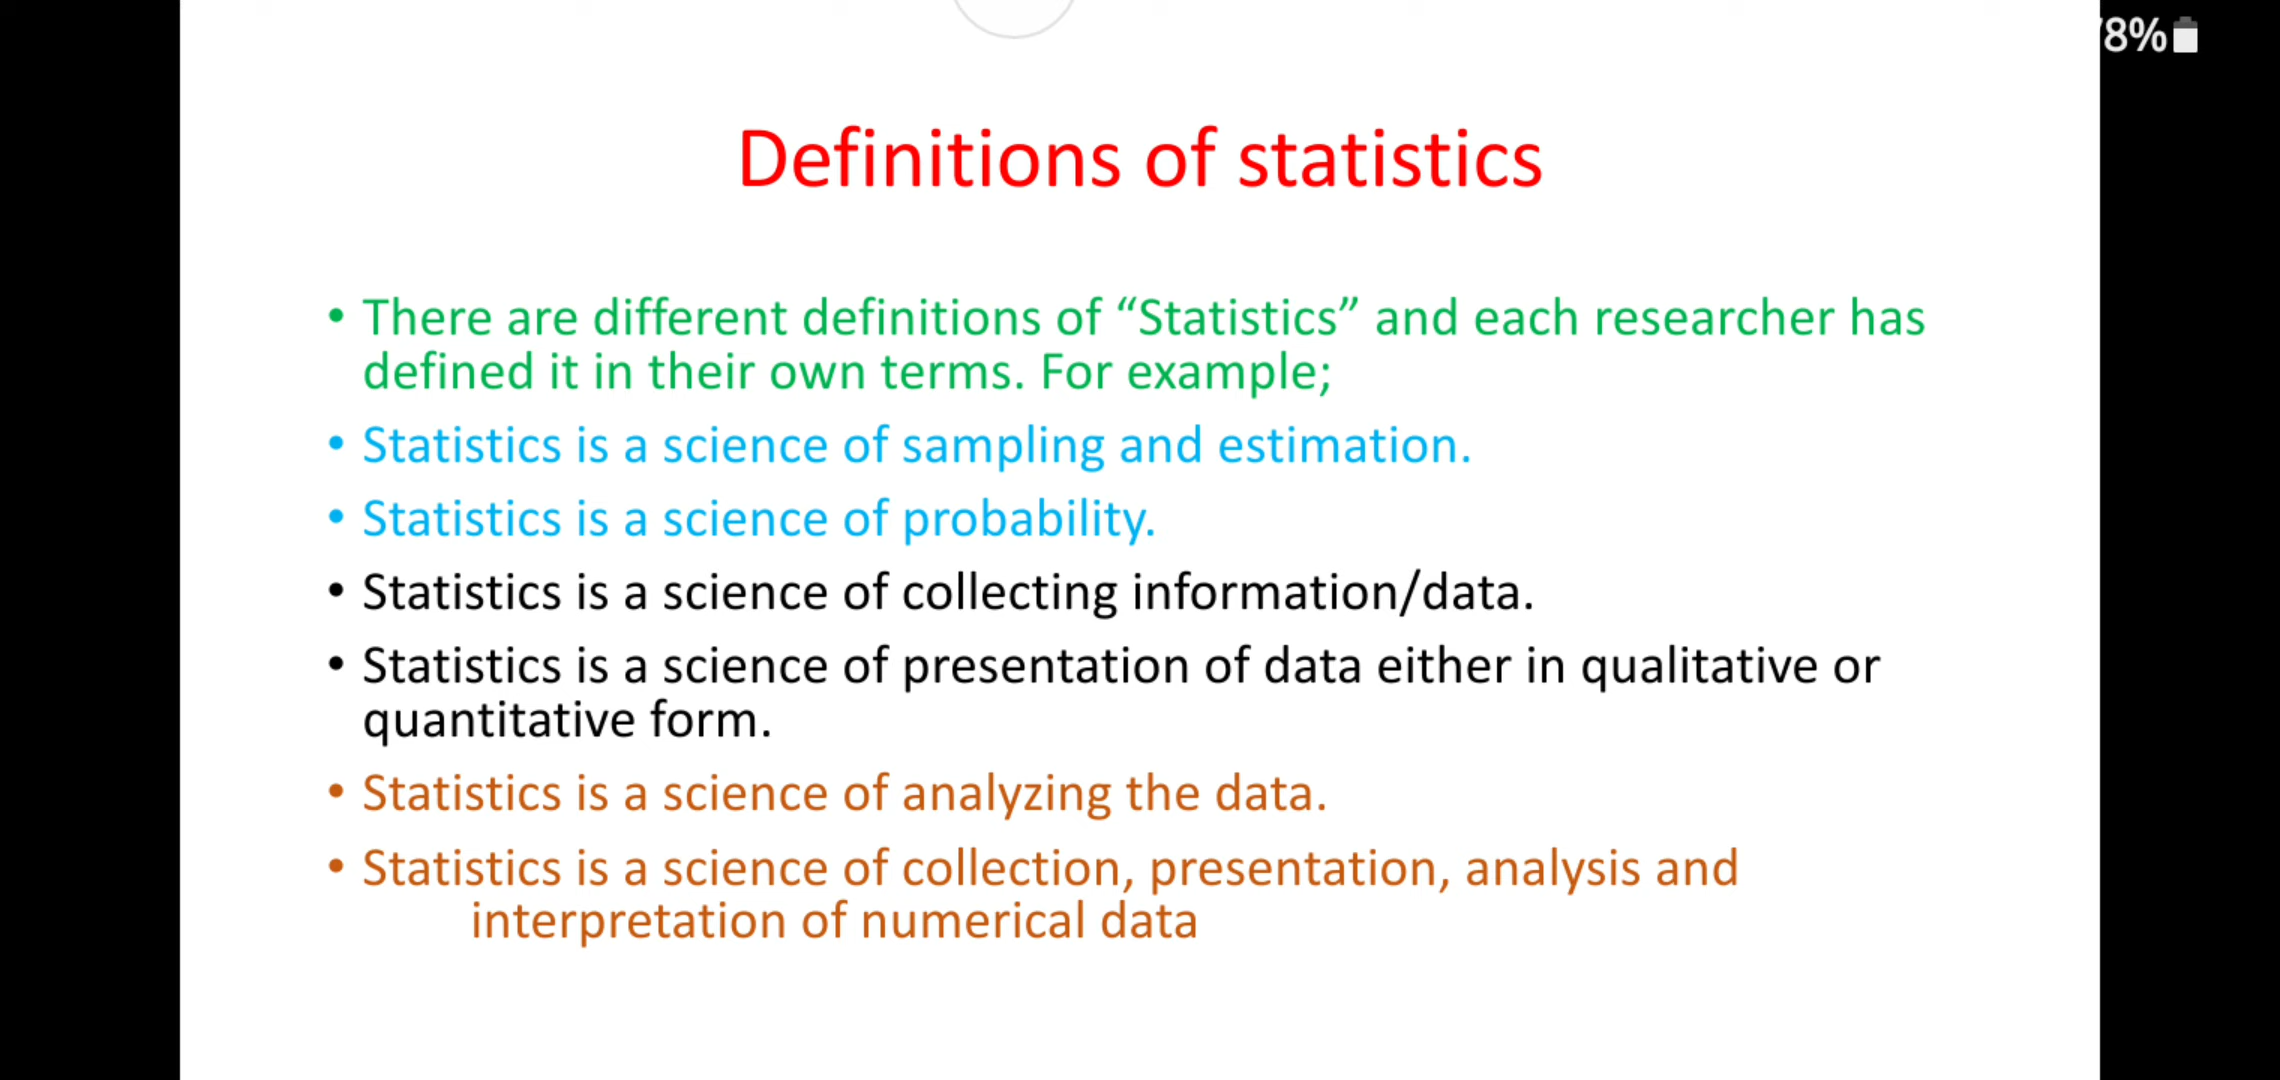 8%
Definitions of statistics
• There are different definitions of “Statistics” and each researcher has
defined it in their own terms. For example;
• Statistics is a science of sampling and estimation.
• Statistics is a science of probability.
• Statistics is a science of collecting information/data.
• Statistics is a science of presentation of data either in qualitative or
quantitative form.
• Statistics is a science of analyzing the data.
• Statistics is a science of collection, presentation, analysis and
interpretation of numerical data